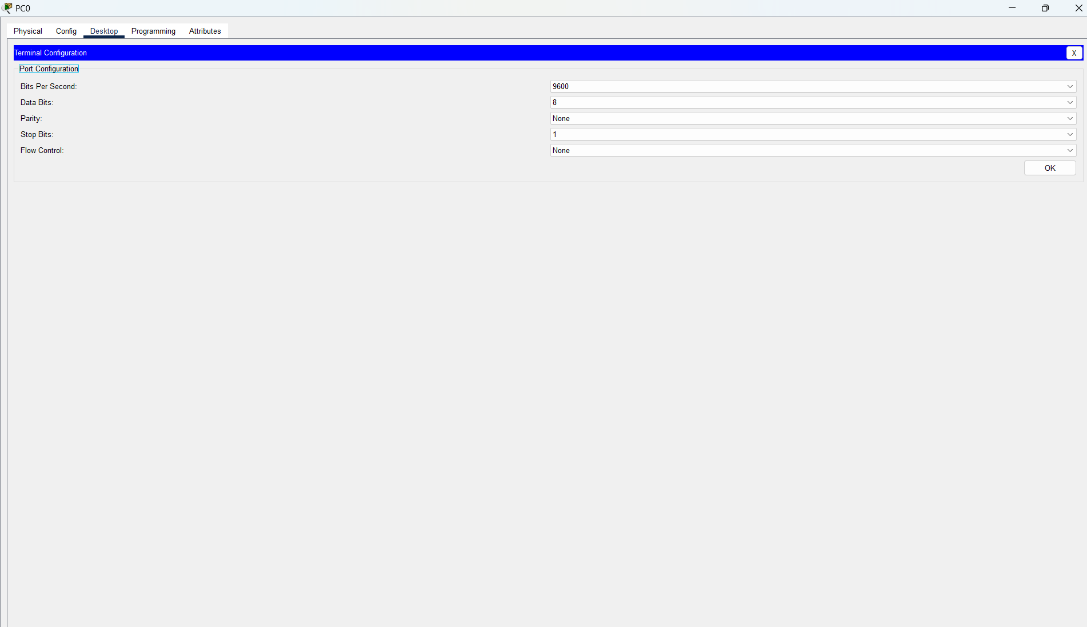 PC0
Physical Config Desktop Programming Attributes
Terminal Configuration X
Port Configuration
Bits Per Second: 9600
Data Bits: 8
Parity: None
Stop Bits: 1
Flow Control: None
OK